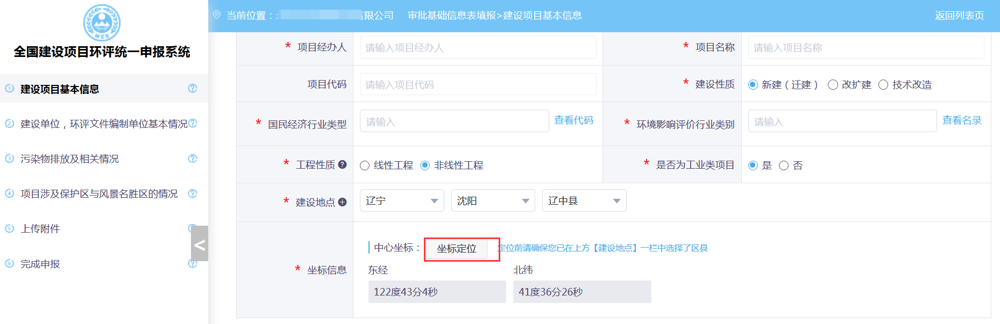 MEE
全国建设项目环评统一申报系统
① 建设项目基本信息 ?
② 建设单位，环评文件编制单位基本情况 ?
③ 污染物排放及相关情况 ?
④ 项目涉及保护区与风景名胜区的情况 ?
⑤ 上传附件
⑥ 完成申报 ?
<
当前位置： 有限公司 审批基础信息表填报>建设项目基本信息 返回列表页
* 项目经办人 请输入项目经办人 * 项目名称 请输入项目名称
项目代码 请输入项目代码 * 建设性质 新建（迁建） 改扩建 技术改造
* 国民经济行业类型 请输入 查看代码 * 环境影响评价行业类别 请输入 查看名录
* 工程性质 ? 线性工程 非线性工程 * 是否为工业类项目 是 否
* 建设地点 + 辽宁 沈阳 辽中县
中心坐标： 坐标定位 定位前请确保您已在上方【建设地点】一栏中选择了区县
* 坐标信息 东经 北纬
122度43分4秒 41度36分26秒